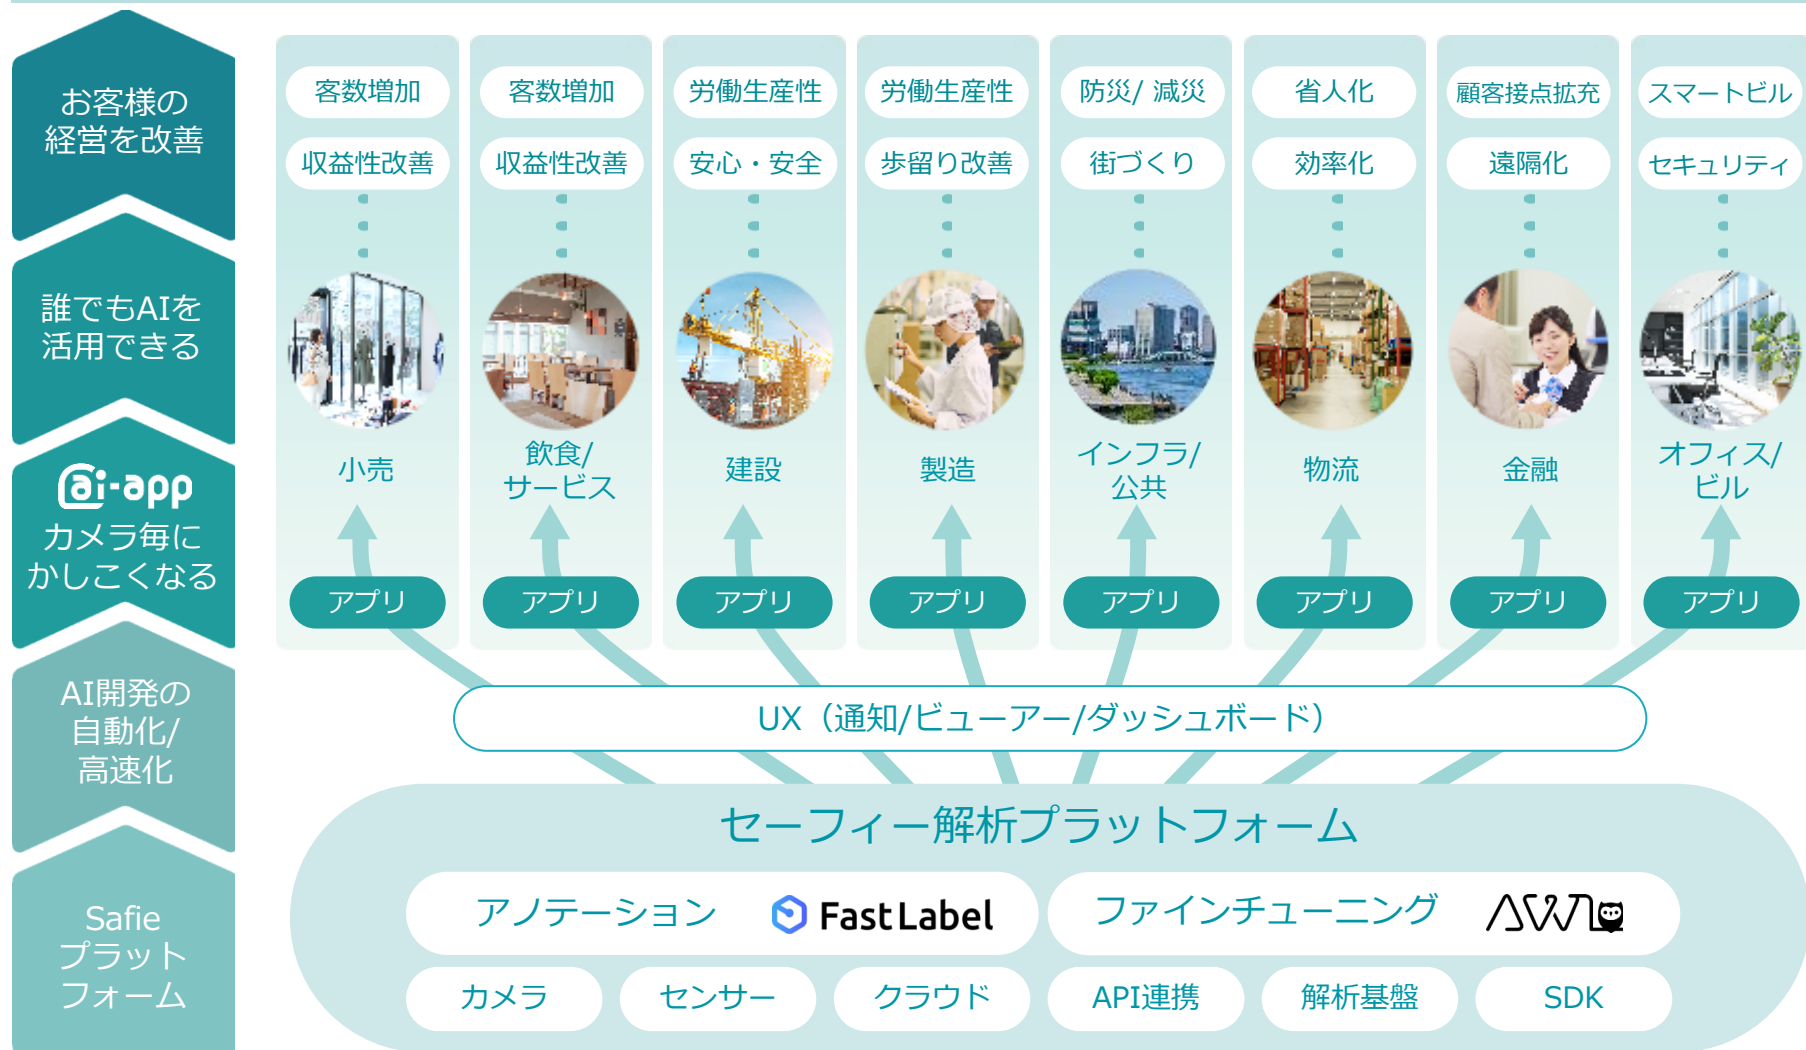 お客様の
経営を改善
誰でもAIを
活用できる
ai-app
カメラ毎に
かしこくなる
AI開発の
自動化/
高速化
Safie
プラット
フォーム
客数増加
収益性改善
小売
アプリ
客数増加
収益性改善
飲食/
サービス
アプリ
労働生産性
安心・安全
建設
アプリ
労働生産性
歩留り改善
製造
アプリ
防災/ 減災
街づくり
インフラ/
公共
アプリ
省人化
効率化
物流
アプリ
顧客接点拡充
遠隔化
金融
アプリ
スマートビル
セキュリティ
オフィス/
ビル
アプリ
UX（通知/ビューアー/ダッシュボード）
セーフィー解析プラットフォーム
アノテーション FastLabel
ファインチューニング AWL
カメラ
センサー
クラウド
API連携
解析基盤
SDK